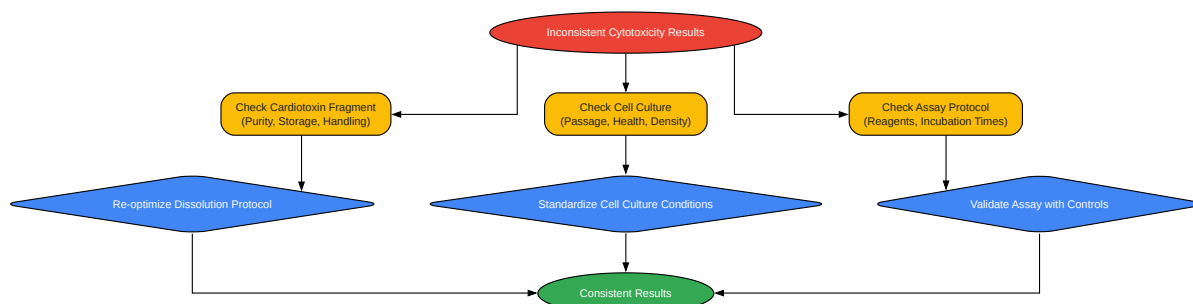 Inconsistent Cytotoxicity Results
Check Cardiotoxin Fragment
(Purity, Storage, Handling)
Check Cell Culture
(Passage, Health, Density)
Check Assay Protocol
(Reagents, Incubation Times)
Re-optimize Dissolution Protocol
Standardize Cell Culture Conditions
Validate Assay with Controls
Consistent Results